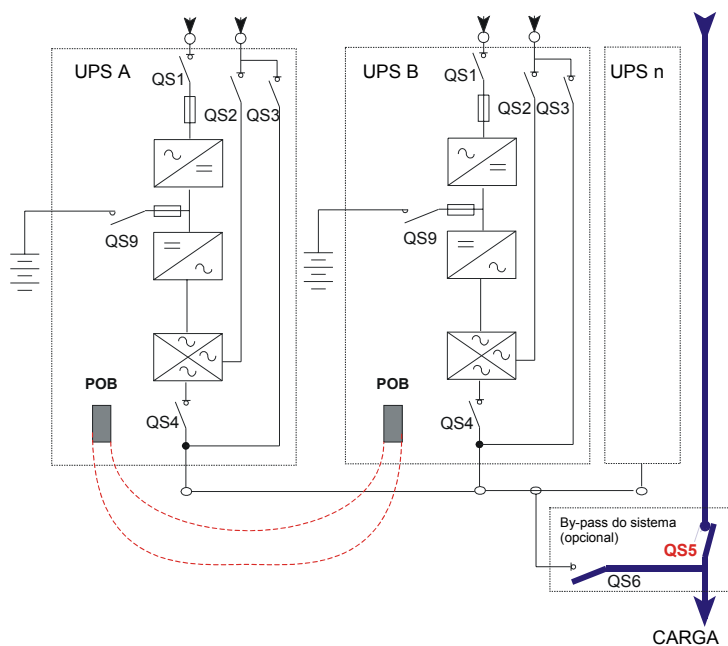 UPS A
QS1
QS2
QS3
QS9
POB
QS4
UPS B
QS1
QS2
QS3
QS9
POB
QS4
UPS n
By-pass do sistema
(opcional)
QS5
QS6
CARGA